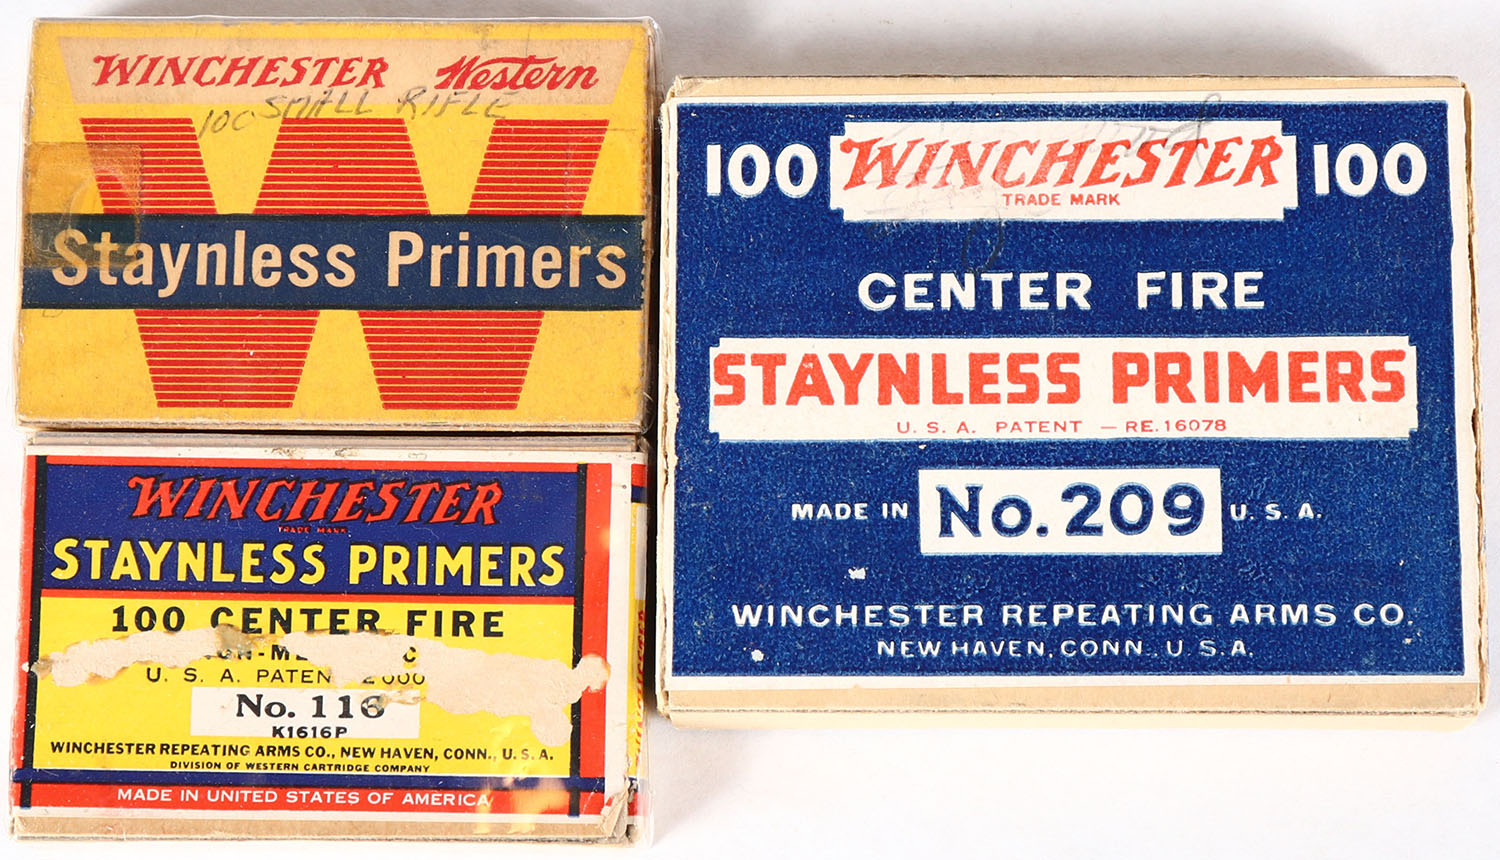 WINCHESTER Western
100 SMALL RIFLE
Staynless Primers
WINCHESTER
TRADE MARK
STAYNLESS PRIMERS
100 CENTER FIRE
U. S. A. PATEN
No. 116
K1616P
WINCHESTER REPEATING ARMS CO., NEW HAVEN, CONN., U. S. A.
DIVISION OF WESTERN CARTRIDGE COMPANY
MADE IN UNITED STATES OF AMERICA
100 WINCHESTER 100
TRADE MARK
CENTER FIRE
STAYNLESS PRIMERS
U. S. A. PATENT — RE. 16078
MADE IN No. 209 U. S. A.
WINCHESTER REPEATING ARMS CO.
NEW HAVEN, CONN., U. S. A.